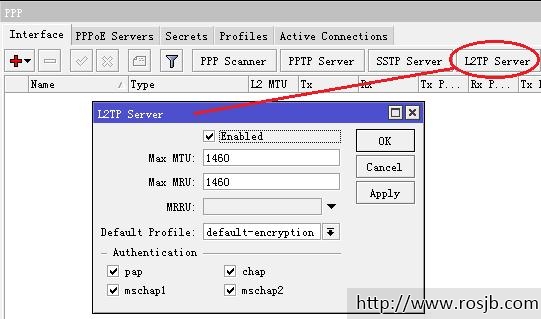 PPP
Interface PPPoE Servers Secrets Profiles Active Connections
PPP Scanner PPTP Server SSTP Server L2TP Server
Name Type L2 MTU Tx Rx Tx P... Rx P...
L2TP Server
Enabled
OK
Max MTU: 1460
Cancel
Max MRU: 1460
Apply
MRRU:
Default Profile: default-encryption
Authentication
pap chap
mschap1 mschap2
http://www.rosjb.com